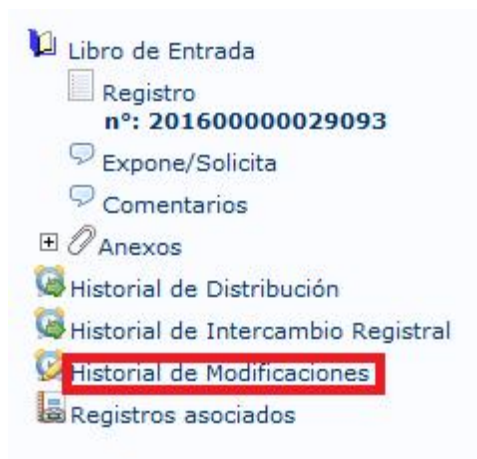 Libro de Entrada
Registro
nº: 201600000029093
Expone/Solicita
Comentarios
Anexos
Historial de Distribución
Historial de Intercambio Registral
Historial de Modificaciones
Registros asociados